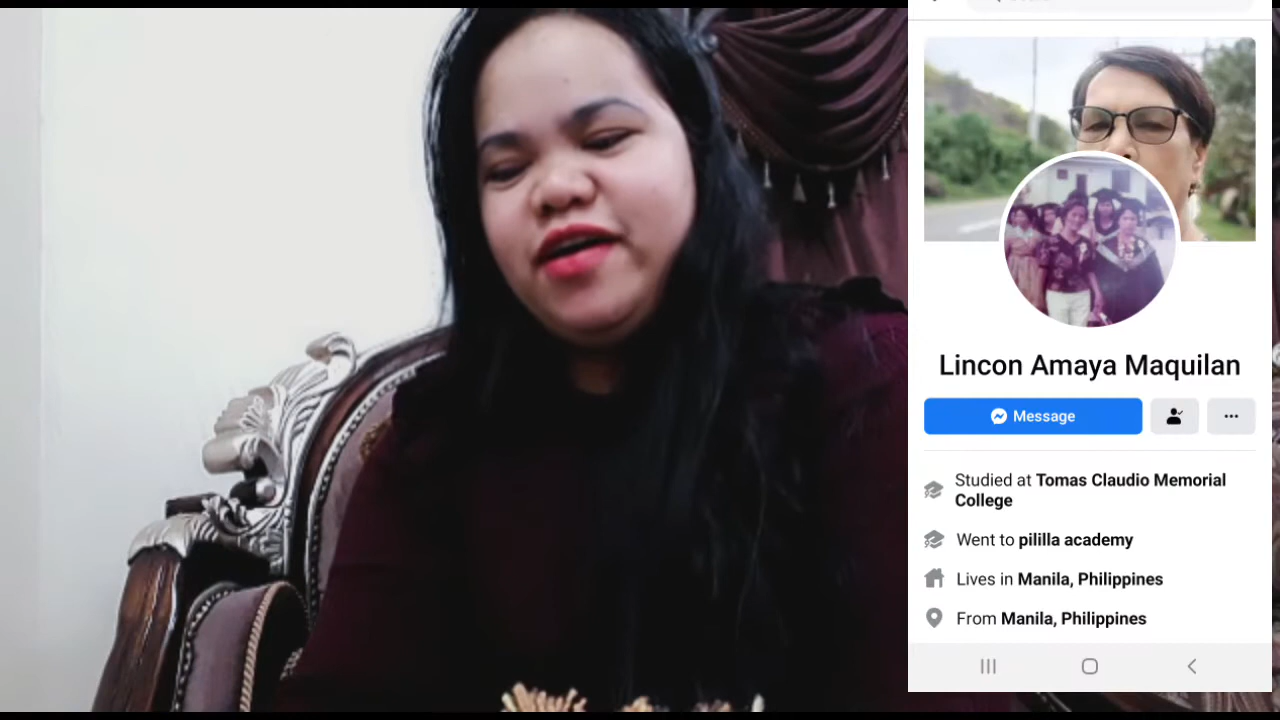 Lincon Amaya Maquilan
Message
Studied at Tomas Claudio Memorial
College
Went to pililla academy
Lives in Manila, Philippines
From Manila, Philippines